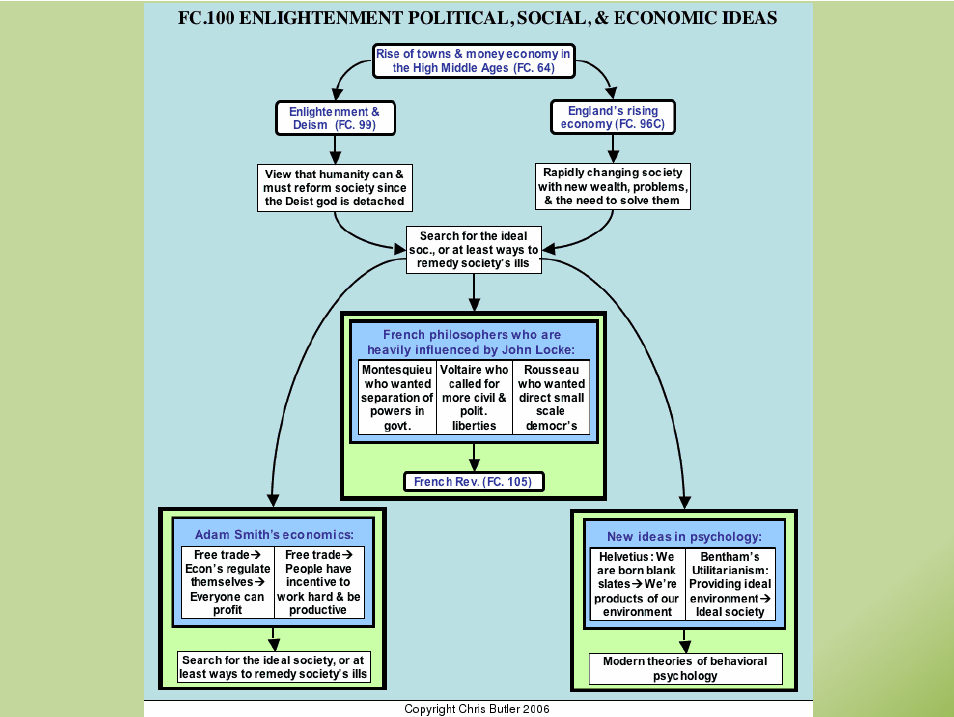 FC.100 ENLIGHTENMENT POLITICAL, SOCIAL, & ECONOMIC IDEAS
Rise of towns & money economy in
the High Middle Ages (FC. 64)
Enlightenment &
Deism (FC. 99)
England's rising
economy (FC. 96C)
View that humanity can &
must reform society since
the Deist god is detached
Rapidly changing society
with new wealth, problems,
& the need to solve them
Search for the ideal
soc., or at least ways to
remedy society's ills
French philosophers who are
heavily influenced by John Locke:
Montesquieu
who wanted
separation of
powers in
govt.
Voltaire who
called for
more civil &
polit.
liberties
Rousseau
who wanted
direct small
scale
democr's
French Rev. (FC. 105)
Adam Smith's economics:
Free trade→
Econ's regulate
themselves→
Everyone can
profit
Free trade→
People have
incentive to
work hard & be
productive
Search for the ideal society, or at
least ways to remedy society's ills
New ideas in psychology:
Helvetius: We
are born blank
slates→We're
products of our
environment
Bentham's
Utilitarianism:
Providing ideal
environment→
Ideal society
Modern theories of behavioral
psychology
Copyright Chris Butler 2006